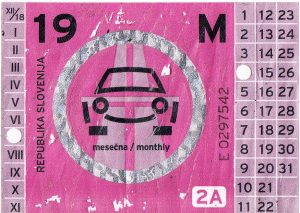 XII/18
I
II
III
IV
V
VI
VIII
IX
X
XI
REPUBLIKA SLOVENIJA
19 M
mesečna / monthly
2A
E 0297542
1 12 23
2 13 24
3 14 25
15 26
5 16 27
6 17 28
7 18 29
8 19 30
9 20 31
10 21
11 22